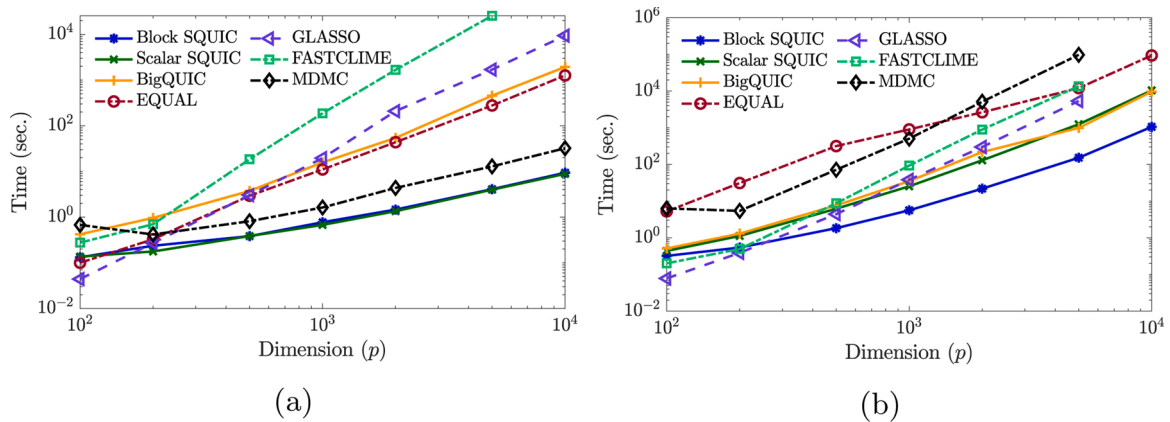 10^4
10^2
10^0
10^-2
Time (sec.)
Block SQUIC
Scalar SQUIC
BigQUIC
EQUAL
GLASSO
FASTCLIME
MDMC
10^2
10^3
10^4
Dimension (p)
(a)
10^6
10^4
10^2
10^0
10^-2
Time (sec.)
Block SQUIC
Scalar SQUIC
BigQUIC
EQUAL
GLASSO
FASTCLIME
MDMC
10^2
10^3
10^4
Dimension (p)
(b)